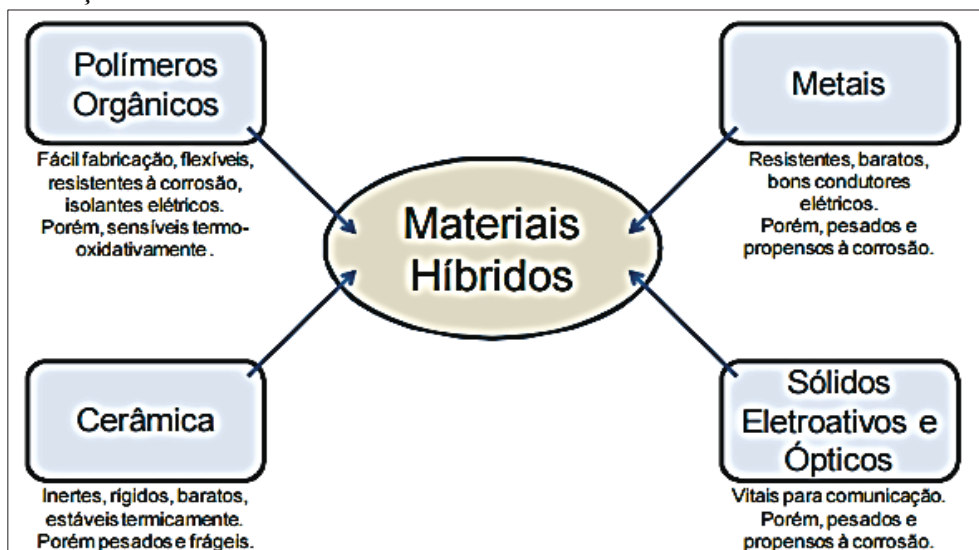 Polímeros
Orgânicos
Fácil fabricação, flexíveis,
resistentes à corrosão,
isolantes elétricos.
Porém, sensíveis termo-
oxidativamente .
Metais
Resistentes, baratos,
bons condutores
elétricos.
Porém, pesados e
propensos à corrosão.
Materiais
Híbridos
Cerâmica
Inertes, rígidos, baratos,
estáveis termicamente.
Porém pesados e frágeis.
Sólidos
Eletroativos e
Ópticos
Vitais para comunicação.
Porém, pesados e
propensos à corrosão.